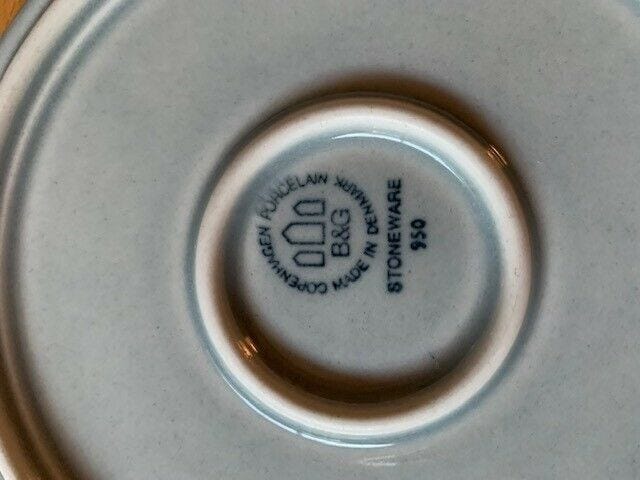 COPENHAGEN PORCELAIN
B&G
MADE IN DENMARK
STONEWARE
950